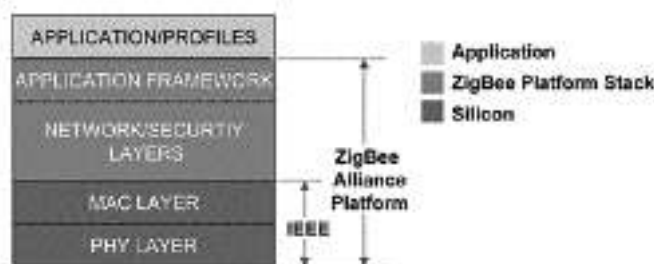 APPLICATION/PROFILES
APPLICATION FRAMEWORK
NETWORK/SECURTIY
LAYERS
MAC LAYER
PHY LAYER
IEEE
ZigBee
Alliance
Platform
Application
ZigBee Platform Stack
Silicon